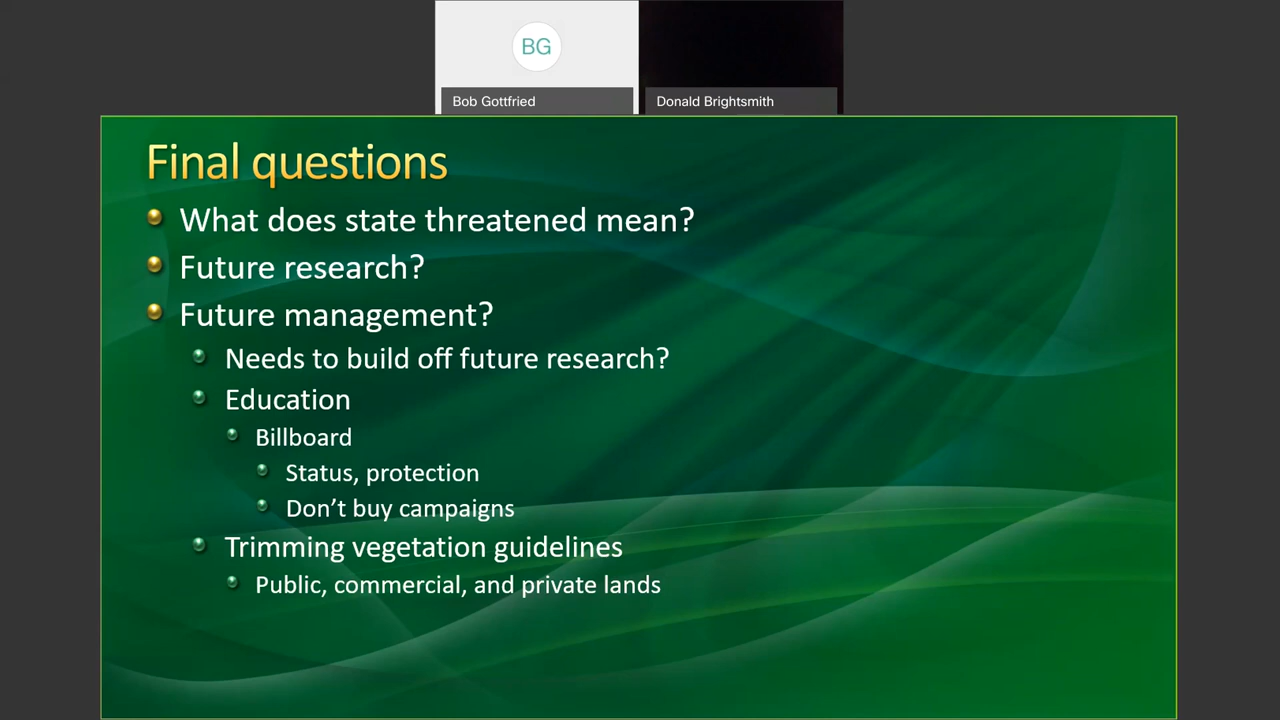 BG
Bob Gottfried
Donald Brightsmith
Final questions
What does state threatened mean?
Future research?
Future management?
Needs to build off future research?
Education
Billboard
Status, protection
Don’t buy campaigns
Trimming vegetation guidelines
Public, commercial, and private lands